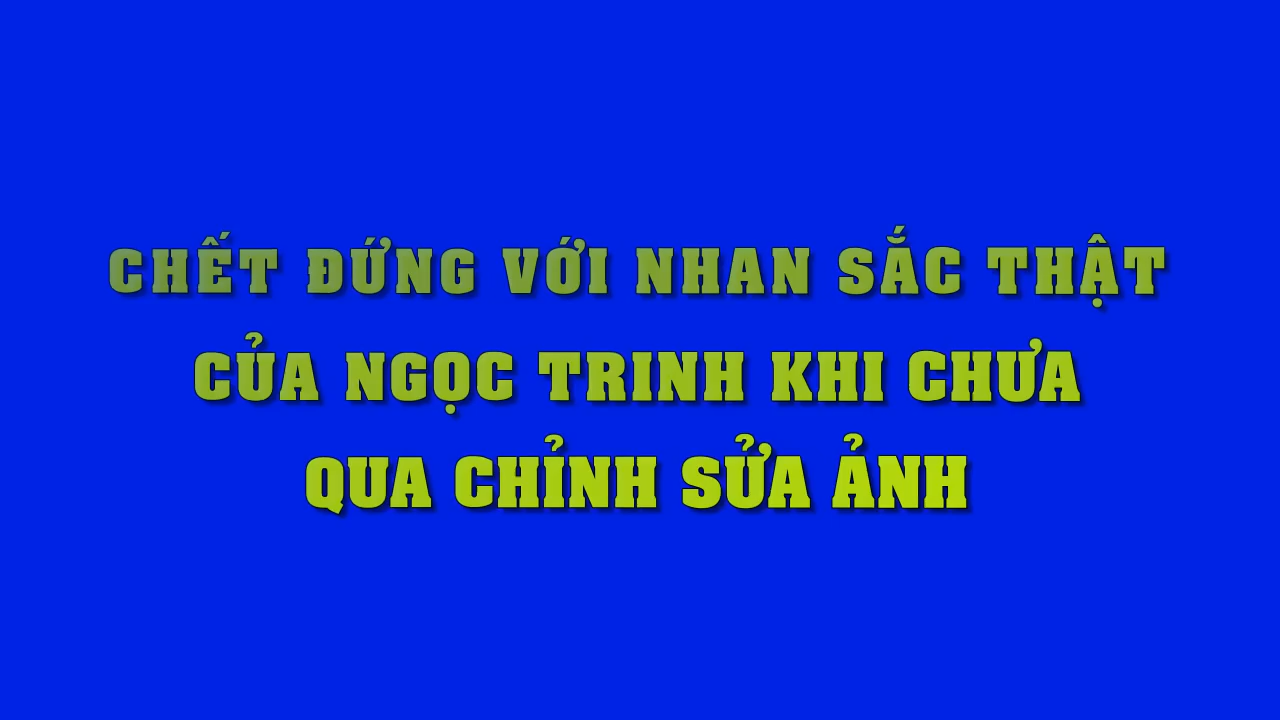 CHẾT ĐỨNG VỚI NHAN SẮC THẬT
CỦA NGỌC TRINH KHI CHƯA
QUA CHỈNH SỬA ẢNH